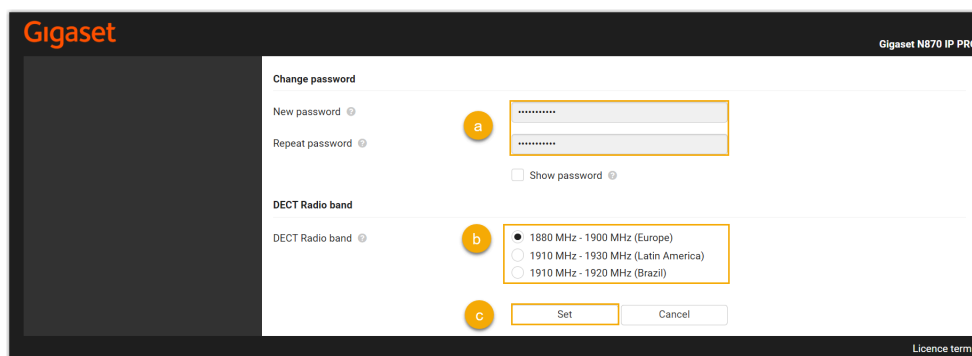 Gigaset
Gigaset N870 IP PRO
Change password
New password
a
Repeat password
Show password
DECT Radio band
DECT Radio band
b
1880 MHz - 1900 MHz (Europe)
1910 MHz - 1930 MHz (Latin America)
1910 MHz - 1920 MHz (Brazil)
c
Set
Cancel
Licence term